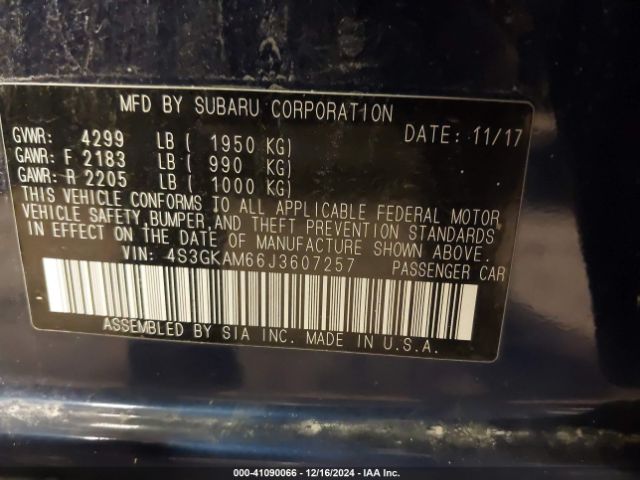 MFD BY SUBARU CORPORATION
GVWR: 4299 LB ( 1950 KG) DATE: 11/17
GAWR: F 2183 LB ( 990 KG)
GAWR: R 2205 LB ( 1000 KG)
THIS VEHICLE CONFORMS TO ALL APPLICABLE FEDERAL MOTOR
VEHICLE SAFETY, BUMPER, AND THEFT PREVENTION STANDARDS
IN EFFECT ON THE DATE OF MANUFACTURE SHOWN ABOVE.
VIN: 4S3GKAM66J3607257 PASSENGER CAR
ASSEMBLED BY SIA INC. MADE IN U.S.A.
000-41090066 - 12/16/2024 - IAAI.com